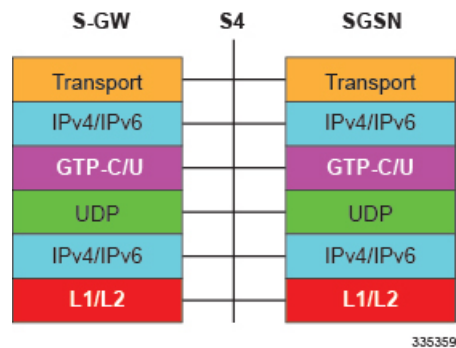 S-GW S4 SGSN
Transport Transport
IPv4/IPv6 IPv4/IPv6
GTP-C/U GTP-C/U
UDP UDP
IPv4/IPv6 IPv4/IPv6
L1/L2 L1/L2
335359